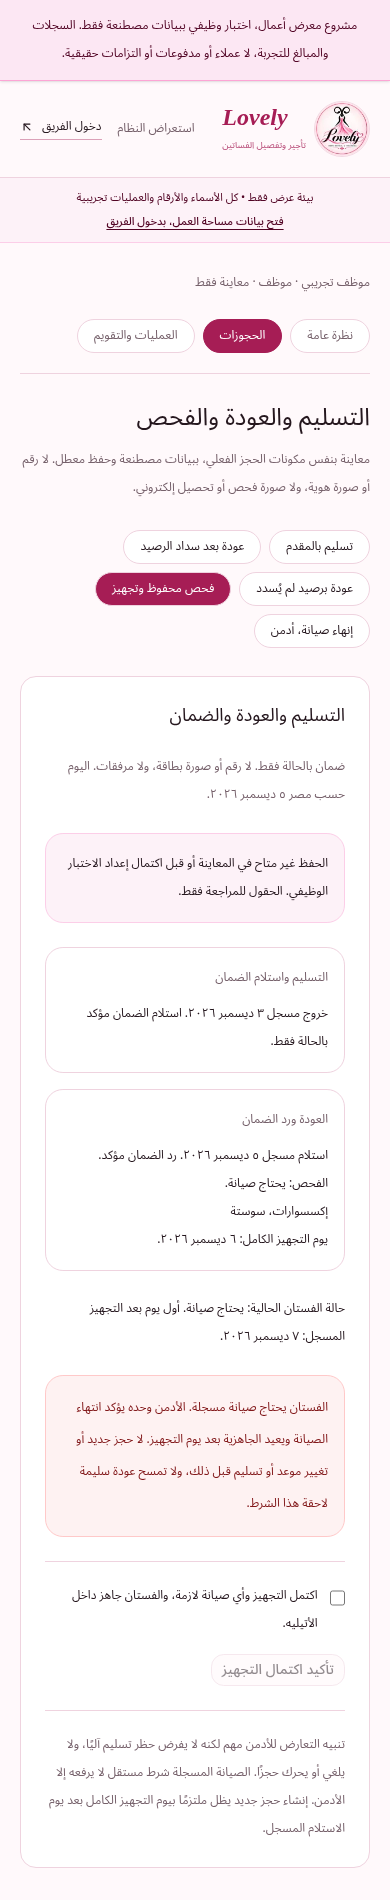 مشروع معرض أعمال، اختبار وظيفي ببيانات مصطنعة فقط. السجلات
والمبالغ للتجربة، لا عملاء أو مدفوعات أو التزامات حقيقية.
Lovely
Lovely
تأجير وتفصيل الفساتين
استعراض النظام
دخول الفريق
بيئة عرض فقط • كل الأسماء والأرقام والعمليات تجريبية
فتح بيانات مساحة العمل، بدخول الفريق
موظف تجريبي · موظف · معاينة فقط
نظرة عامة
الحجوزات
العمليات والتقويم
التسليم والعودة والفحص
معاينة بنفس مكونات الحجز الفعلي، ببيانات مصطنعة وحفظ معطل. لا رقم
أو صورة هوية، ولا صورة فحص أو تحصيل إلكتروني.
تسليم بالمقدم
عودة بعد سداد الرصيد
عودة برصيد لم يُسدد
فحص محفوظ وتجهيز
إنهاء صيانة، أدمن
التسليم والعودة والضمان
ضمان بالحالة فقط. لا رقم أو صورة بطاقة، ولا مرفقات. اليوم
حسب مصر ٥ ديسمبر ٢٠٢٦.
الحفظ غير متاح في المعاينة أو قبل اكتمال إعداد الاختبار
الوظيفي. الحقول للمراجعة فقط.
التسليم واستلام الضمان
خروج مسجل ٣ ديسمبر ٢٠٢٦. استلام الضمان مؤكد
بالحالة فقط.
العودة ورد الضمان
استلام مسجل ٥ ديسمبر ٢٠٢٦. رد الضمان مؤكد.
الفحص: يحتاج صيانة.
إكسسوارات، سوستة
يوم التجهيز الكامل: ٦ ديسمبر ٢٠٢٦.
حالة الفستان الحالية: يحتاج صيانة. أول يوم بعد التجهيز
المسجل: ٧ ديسمبر ٢٠٢٦.
الفستان يحتاج صيانة مسجلة. الأدمن وحده يؤكد انتهاء
الصيانة ويعيد الجاهزية بعد يوم التجهيز. لا حجز جديد أو
تغيير موعد أو تسليم قبل ذلك، ولا تمسح عودة سليمة
لاحقة هذا الشرط.
اكتمل التجهيز وأي صيانة لازمة، والفستان جاهز داخل
الأتيليه.
تأكيد اكتمال التجهيز
تنبيه التعارض للأدمن مهم لكنه لا يفرض حظر تسليم آليًا، ولا
يلغي أو يحرك حجزًا. الصيانة المسجلة شرط مستقل لا يرفعه إلا
الأدمن. إنشاء حجز جديد يظل ملتزمًا بيوم التجهيز الكامل بعد يوم
الاستلام المسجل.